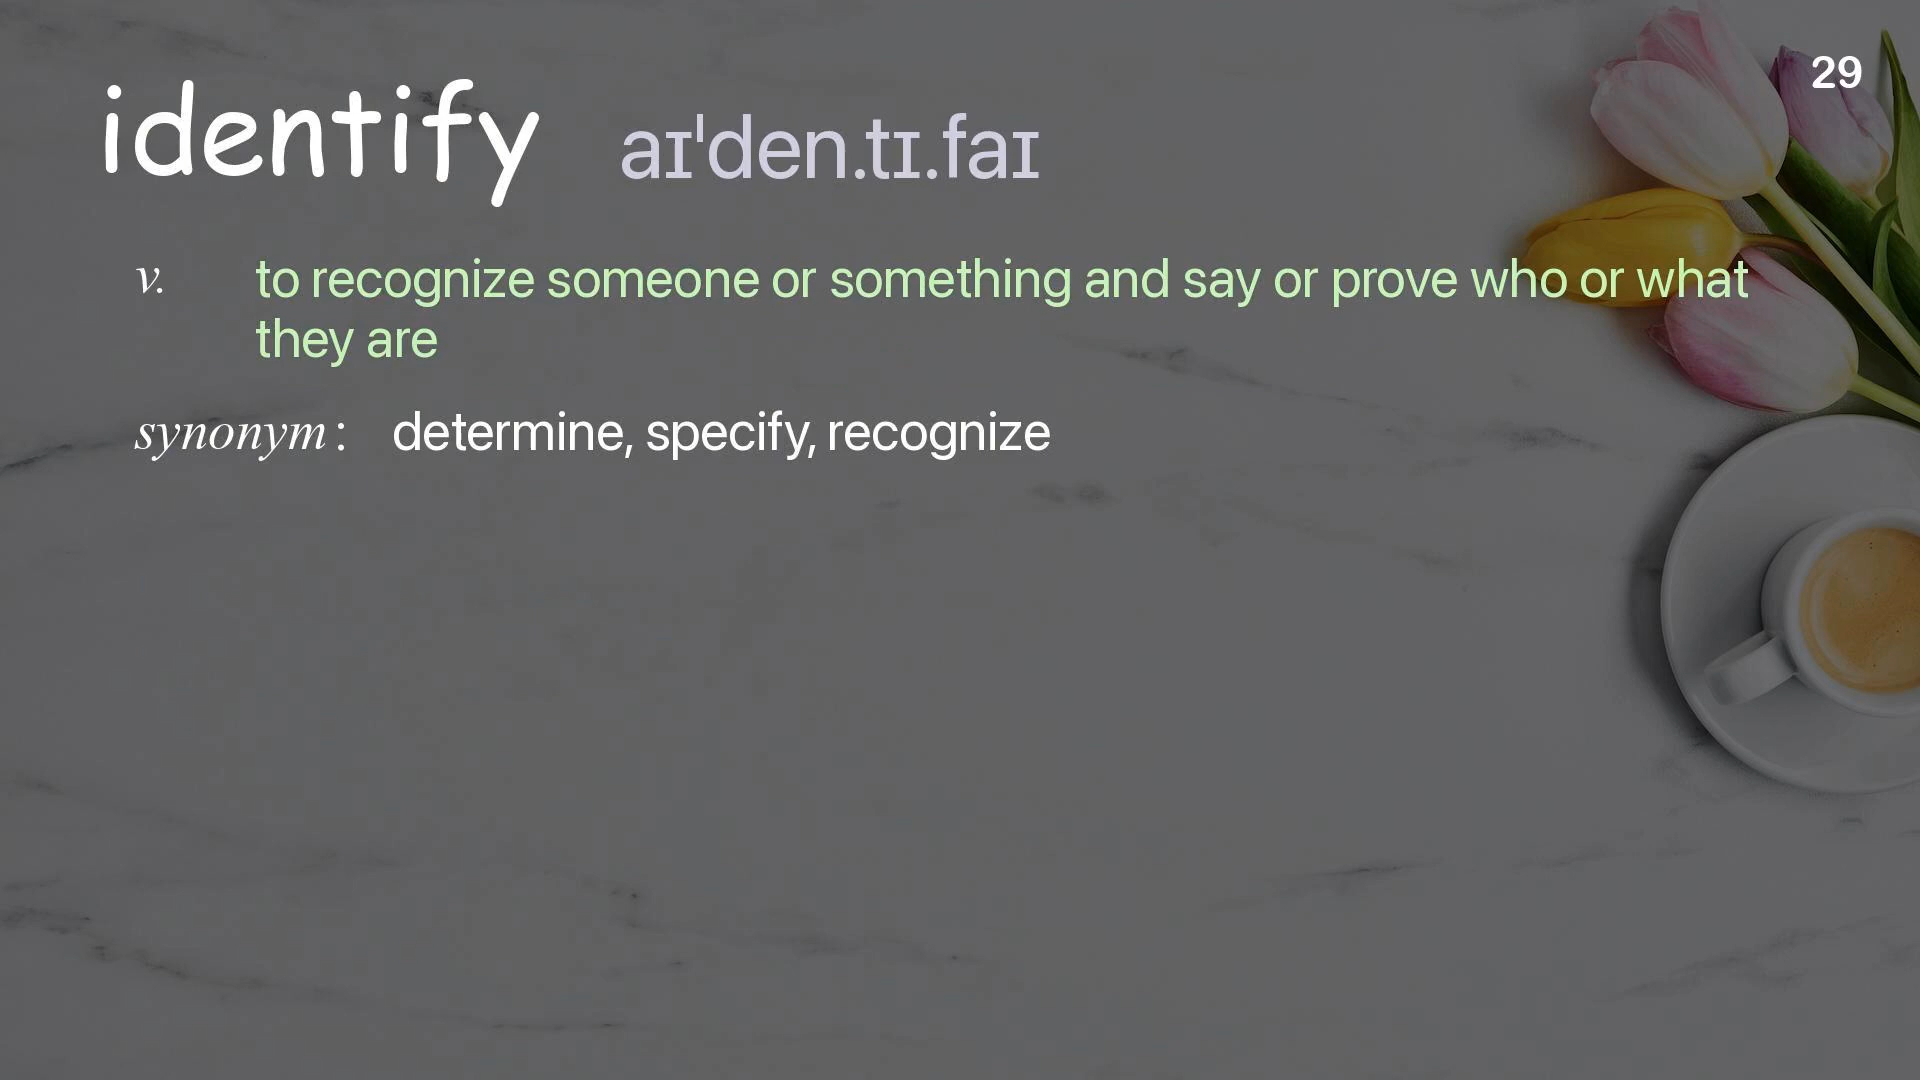 29
identify aɪˈden.tɪ.faɪ
v. to recognize someone or something and say or prove who or what
they are
synonym : determine, specify, recognize